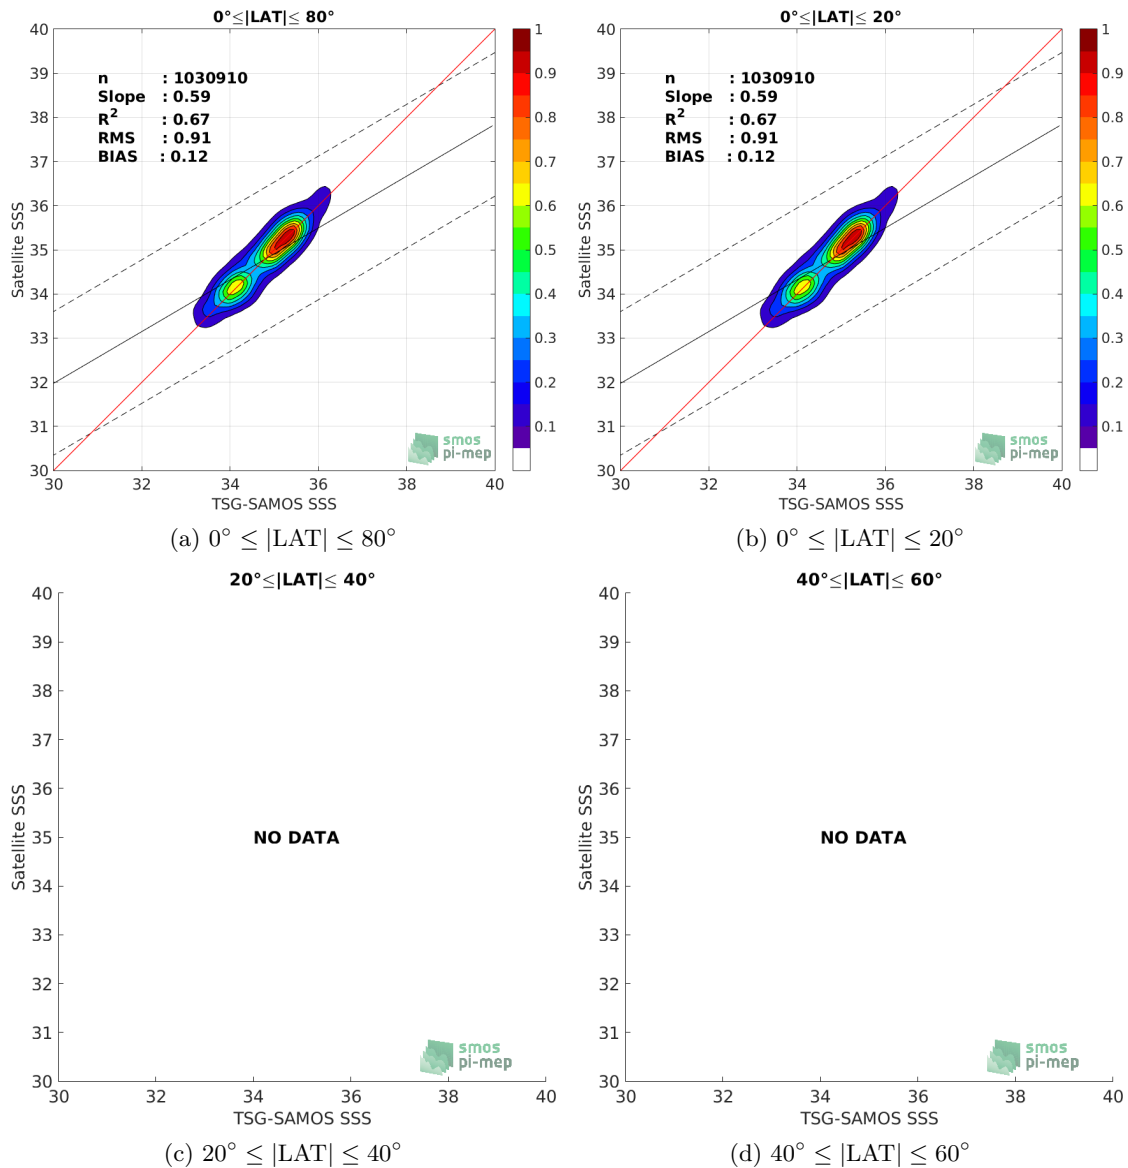 0°≤|LAT|≤ 80°
40
39
38
37
36
35
34
33
32
31
30
Satellite SSS
n : 1030910
Slope : 0.59
R² : 0.67
RMS : 0.91
BIAS : 0.12
smos
pi-mep
30 32 34 36 38 40
TSG-SAMOS SSS
1
0.9
0.8
0.7
0.6
0.5
0.4
0.3
0.2
0.1
(a) 0° ≤ |LAT| ≤ 80°
0°≤|LAT|≤ 20°
40
39
38
37
36
35
34
33
32
31
30
Satellite SSS
n : 1030910
Slope : 0.59
R² : 0.67
RMS : 0.91
BIAS : 0.12
smos
pi-mep
30 32 34 36 38 40
TSG-SAMOS SSS
1
0.9
0.8
0.7
0.6
0.5
0.4
0.3
0.2
0.1
(b) 0° ≤ |LAT| ≤ 20°
20°≤|LAT|≤ 40°
40
39
38
37
36
35
34
33
32
31
30
Satellite SSS
NO DATA
smos
pi-mep
30 32 34 36 38 40
TSG-SAMOS SSS
(c) 20° ≤ |LAT| ≤ 40°
40°≤|LAT|≤ 60°
40
39
38
37
36
35
34
33
32
31
30
Satellite SSS
NO DATA
smos
pi-mep
30 32 34 36 38 40
TSG-SAMOS SSS
(d) 40° ≤ |LAT| ≤ 60°